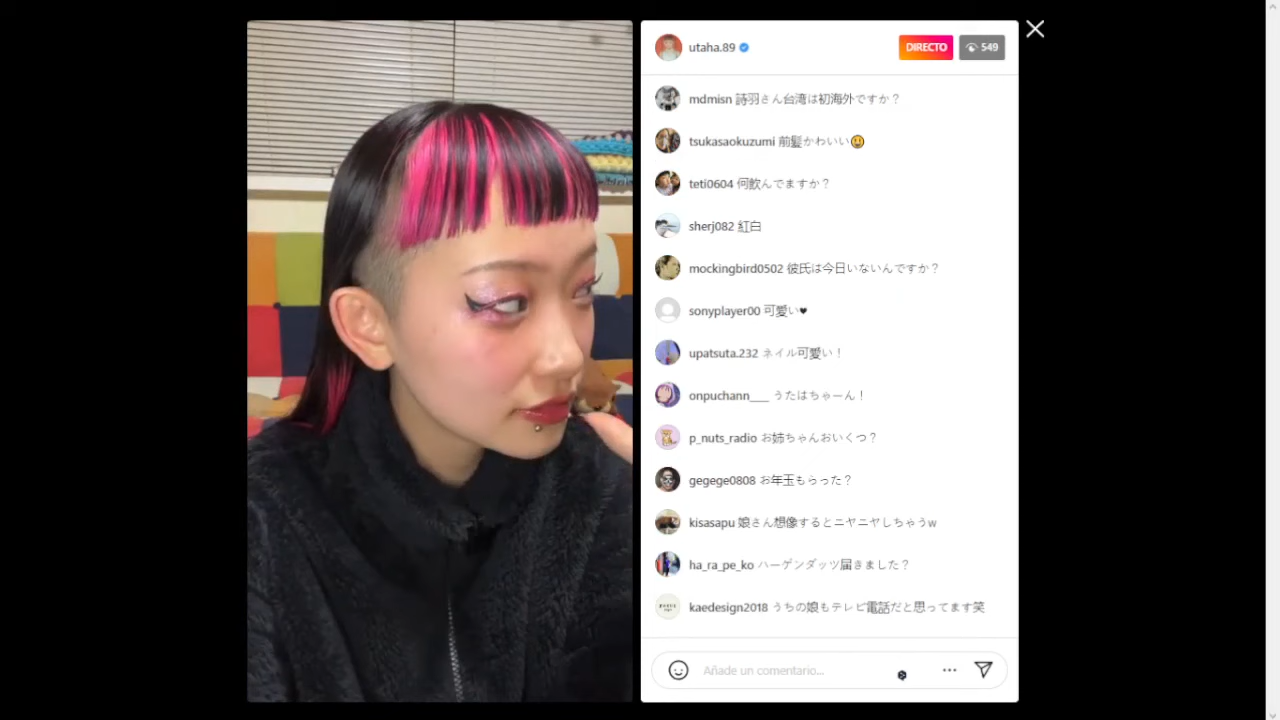 utaha.89
DIRECTO
549
mdmisn 詩羽さん台湾は初海外ですか？
tsukasaokuzumi 前髪かわいい
teti0604 何飲んでますか？
sherj082 紅白
mockingbird0502 彼氏は今日いないんですか？
sonyplayer00 可愛い♥
upatsuta.232 ネイル可愛い！
onpuchann___ うたはちゃーん！
p_nuts_radio お姉ちゃんおいくつ？
gegege0808 お年玉もらった？
kisasapu 娘さん想像するとニヤニヤしちゃうw
ha_ra_pe_ko ハーゲンダッツ届きました？
kaedesign2018 うちの娘もテレビ電話だと思ってます笑
Añade un comentario...